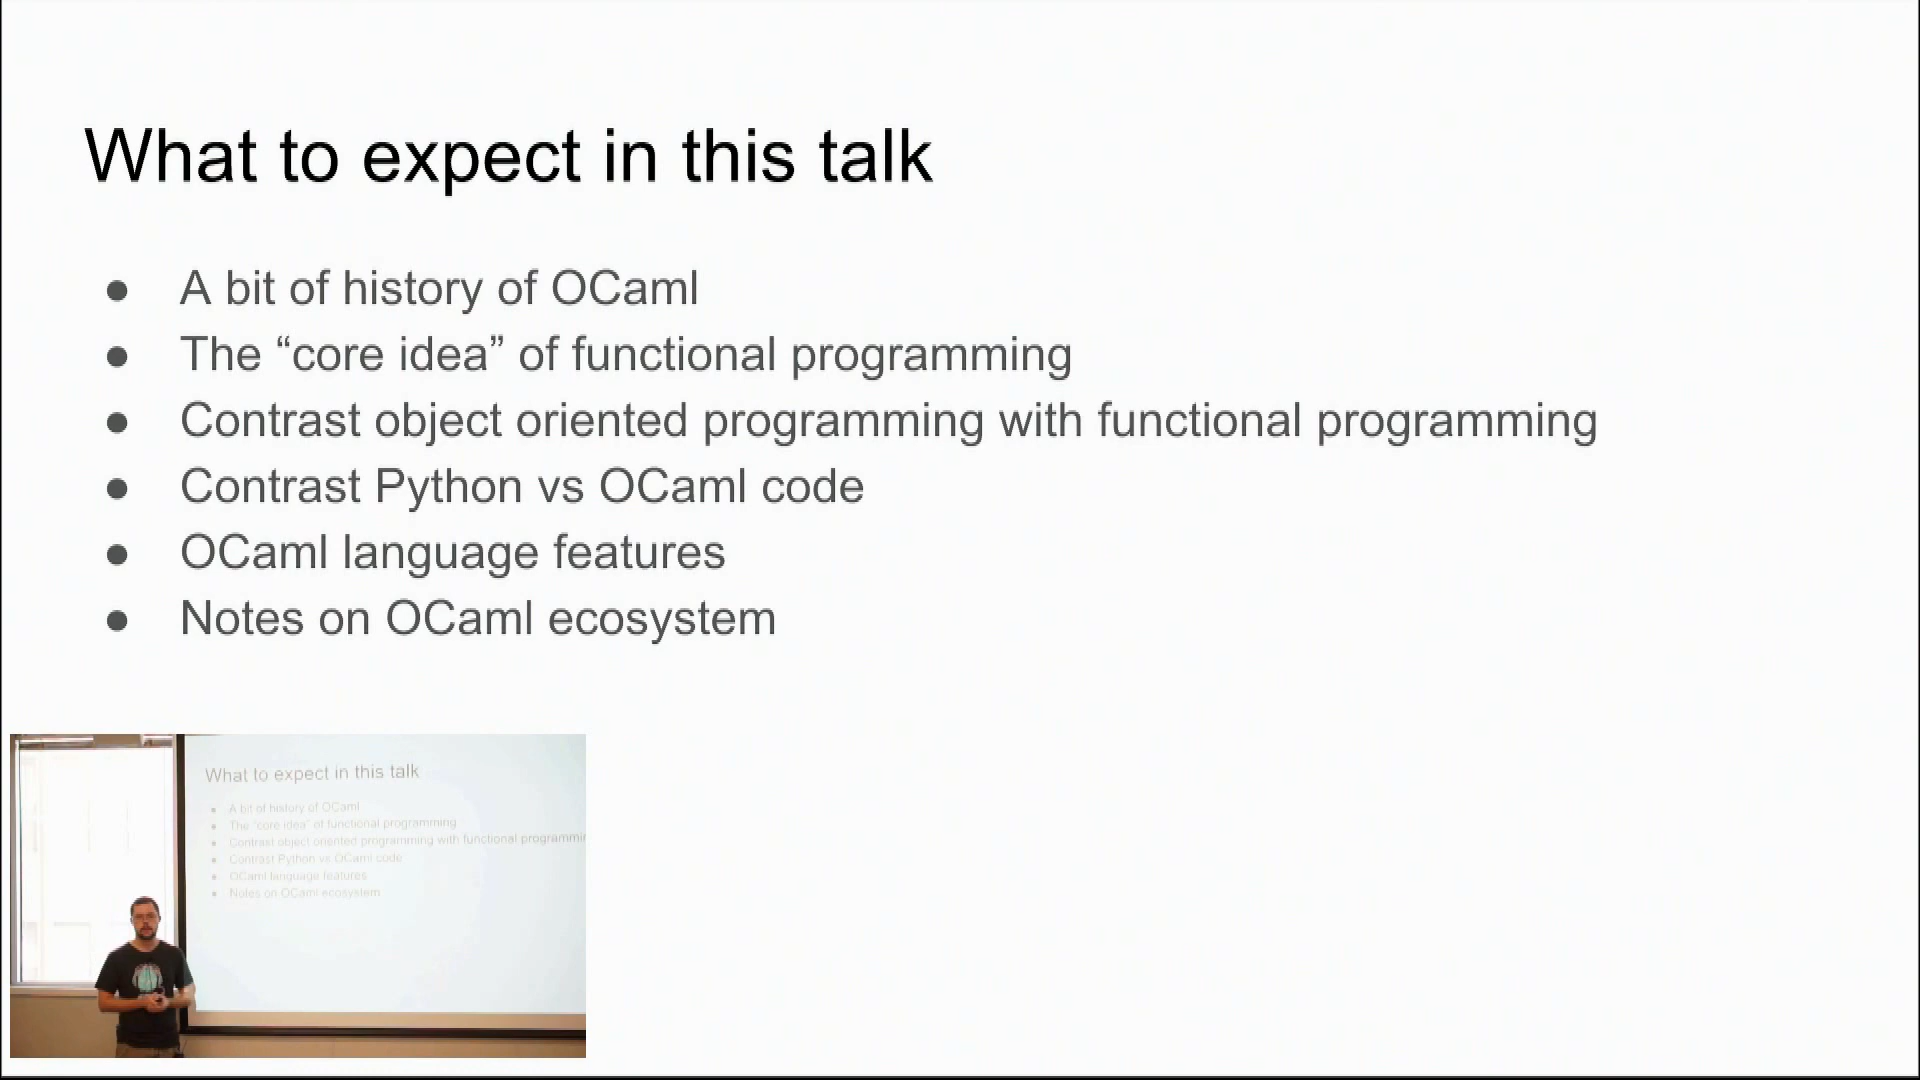 What to expect in this talk
● A bit of history of OCaml
● The “core idea” of functional programming
● Contrast object oriented programming with functional programming
● Contrast Python vs OCaml code
● OCaml language features
● Notes on OCaml ecosystem
What to expect in this talk
● A bit of history of OCaml
● The “core idea” of functional programming
● Contrast object oriented programming with functional programmin
● Contrast Python vs OCaml code
● OCaml language features
● Notes on OCaml ecosystem